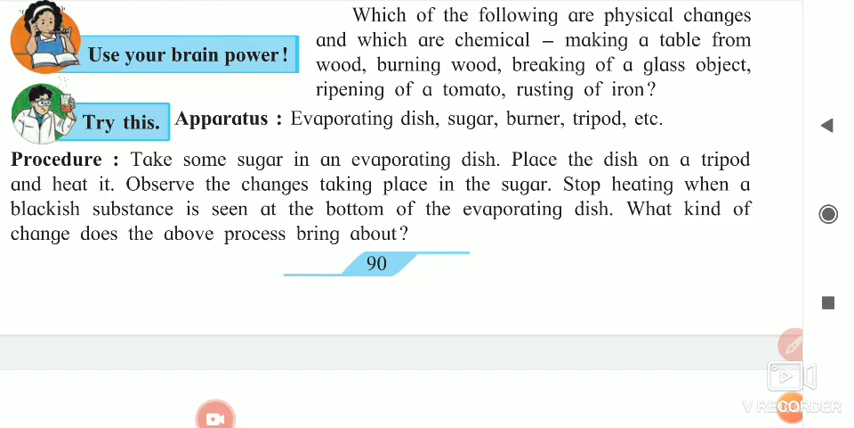 Which of the following are physical changes
Use your brain power!
and which are chemical – making a table from
wood, burning wood, breaking of a glass object,
ripening of a tomato, rusting of iron?
Try this.
Apparatus : Evaporating dish, sugar, burner, tripod, etc.
Procedure : Take some sugar in an evaporating dish. Place the dish on a tripod
and heat it. Observe the changes taking place in the sugar. Stop heating when a
blackish substance is seen at the bottom of the evaporating dish. What kind of
change does the above process bring about?
90
V RECORDER